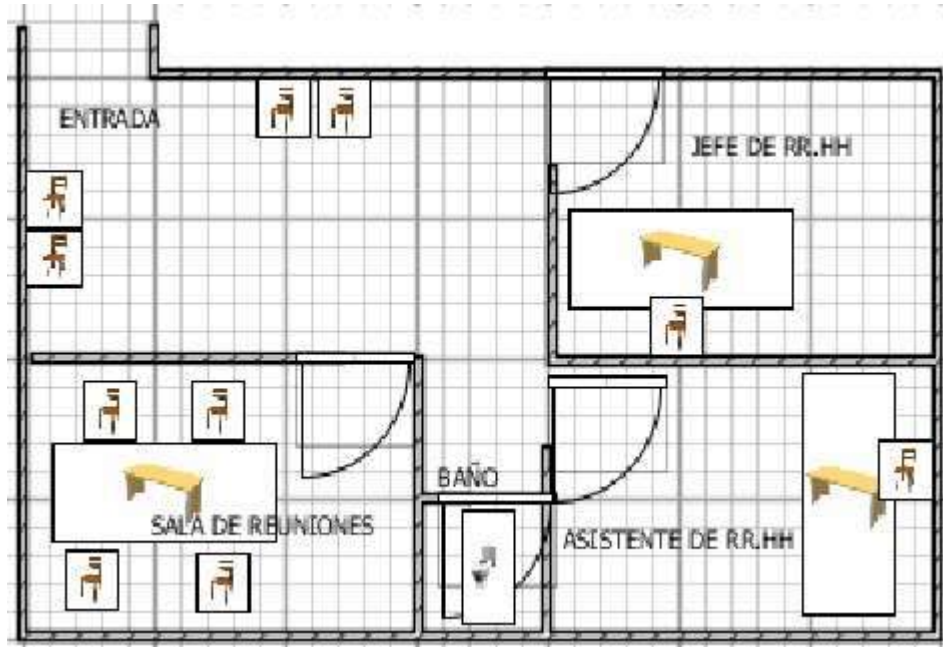 ENTRADA
JEFE DE RR.HH
BAÑO
SALA DE REUNIONES
ASISTENTE DE RR.HH